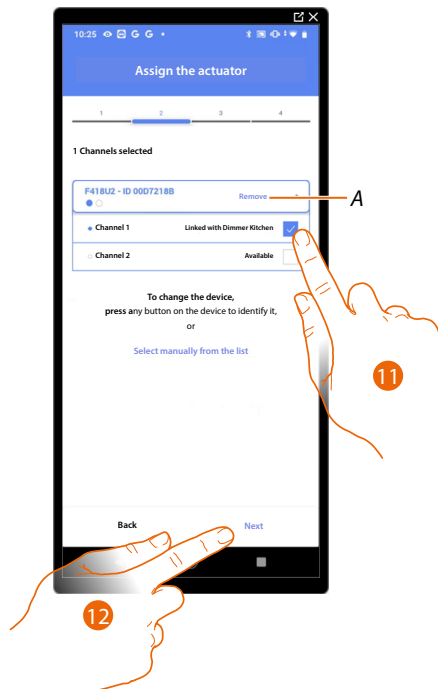 10:25 G G
Assign the actuator
1 2 3 4
1 Channels selected
F418U2 - ID 00D7218B
Remove
A
Channel 1 Linked with Dimmer Kitchen
Channel 2 Available
To change the device,
press any button on the device to identify it,
or
Select manually from the list
11
Back Next
12